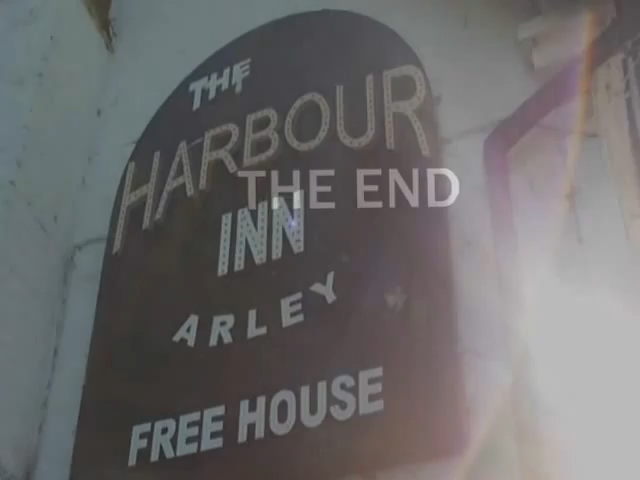 THE
HARBOUR
THE END
INN
ARLEY
FREE HOUSE